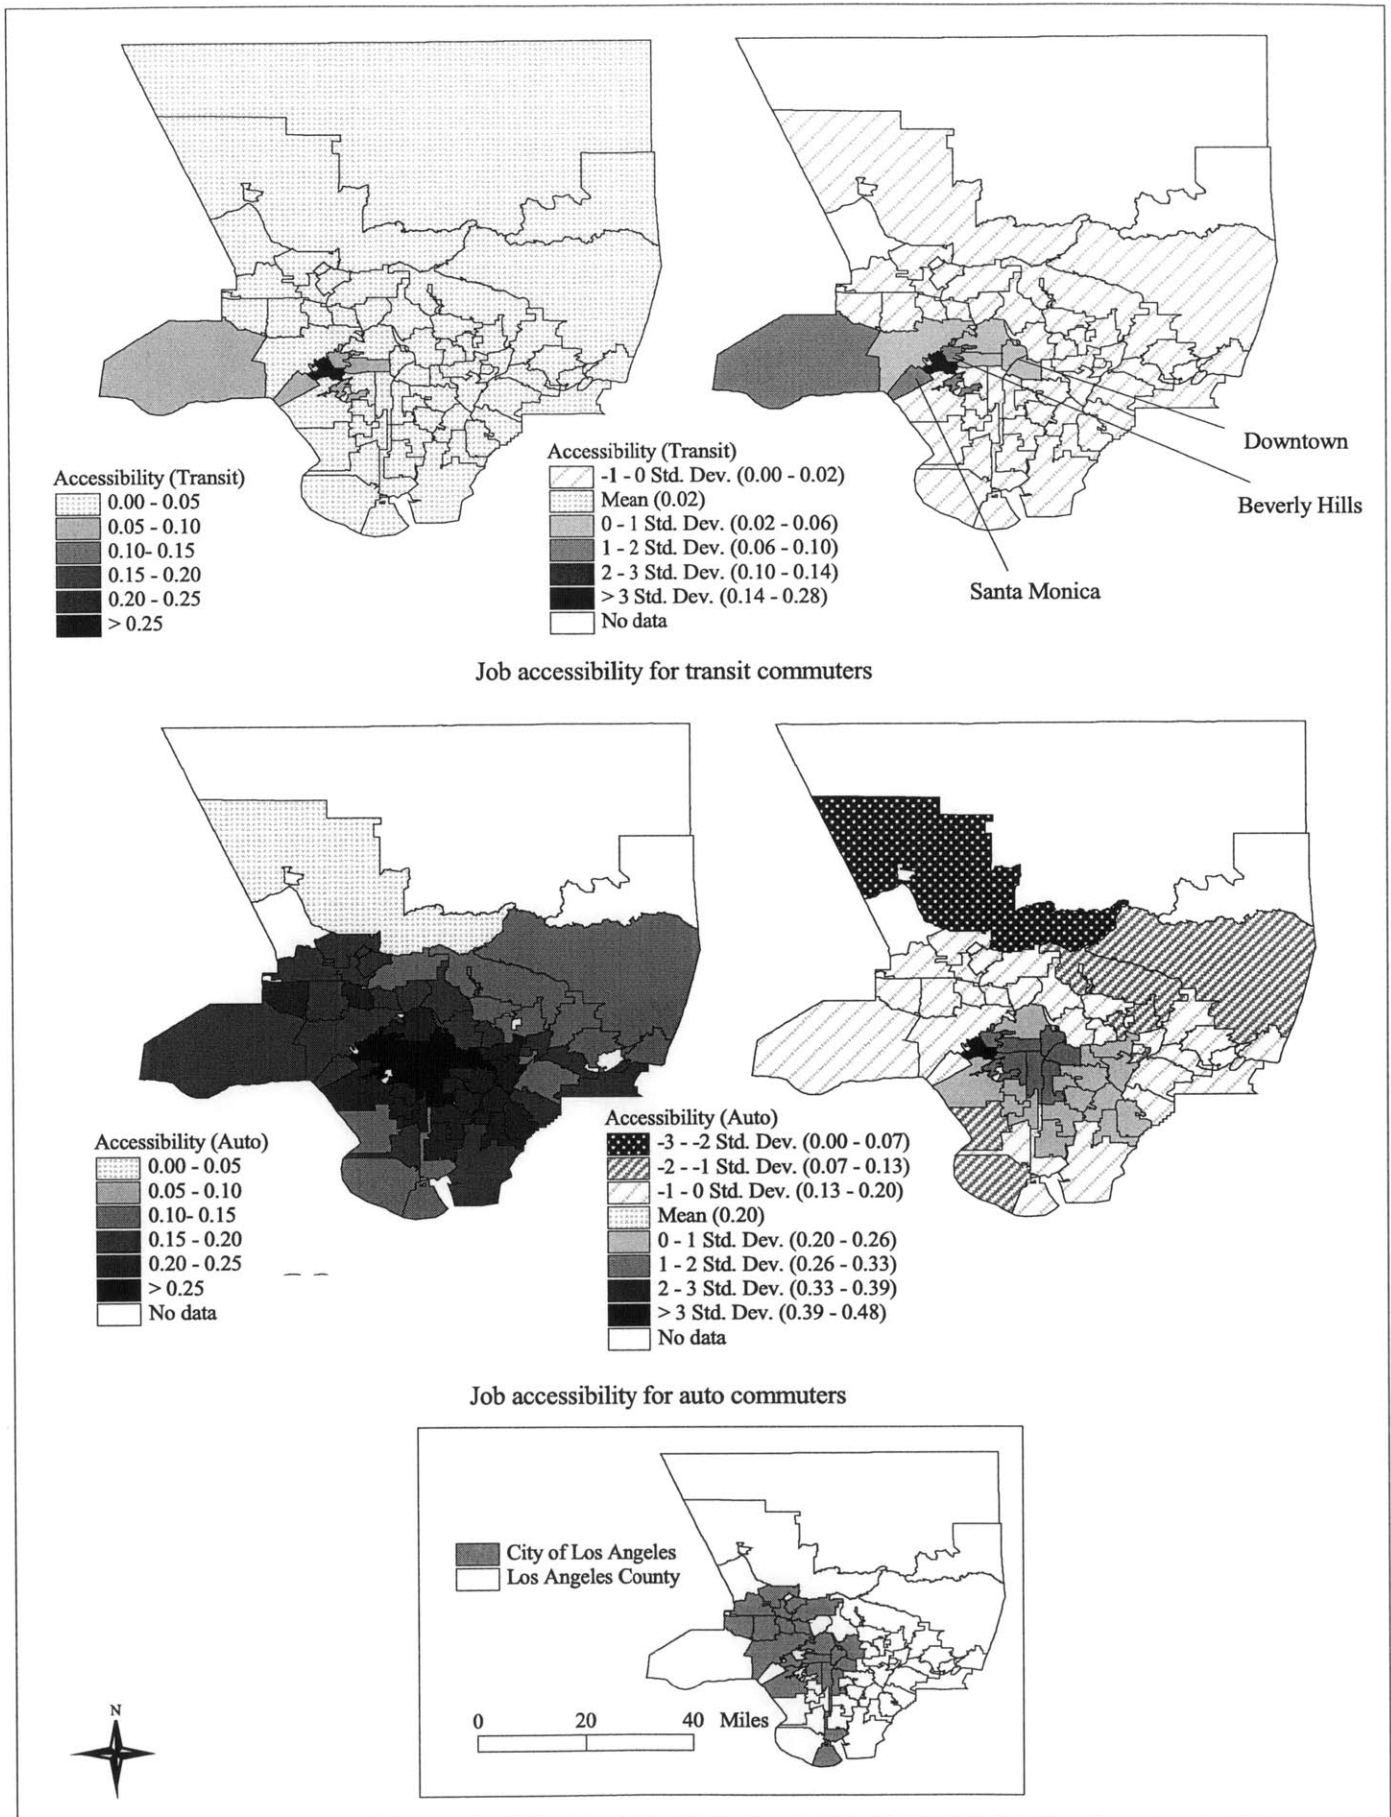 Accessibility (Transit)
0.00 - 0.05
0.05 - 0.10
0.10- 0.15
0.15 - 0.20
0.20 - 0.25
> 0.25
Accessibility (Transit)
-1 - 0 Std. Dev. (0.00 - 0.02)
Mean (0.02)
0 - 1 Std. Dev. (0.02 - 0.06)
1 - 2 Std. Dev. (0.06 - 0.10)
2 - 3 Std. Dev. (0.10 - 0.14)
> 3 Std. Dev. (0.14 - 0.28)
No data
Downtown
Beverly Hills
Santa Monica
Job accessibility for transit commuters
Accessibility (Auto)
0.00 - 0.05
0.05 - 0.10
0.10- 0.15
0.15 - 0.20
0.20 - 0.25
> 0.25
No data
Accessibility (Auto)
-3 - -2 Std. Dev. (0.00 - 0.07)
-2 - -1 Std. Dev. (0.07 - 0.13)
-1 - 0 Std. Dev. (0.13 - 0.20)
Mean (0.20)
0 - 1 Std. Dev. (0.20 - 0.26)
1 - 2 Std. Dev. (0.26 - 0.33)
2 - 3 Std. Dev. (0.33 - 0.39)
> 3 Std. Dev. (0.39 - 0.48)
No data
Job accessibility for auto commuters
City of Los Angeles
Los Angeles County
N
0 20 40 Miles